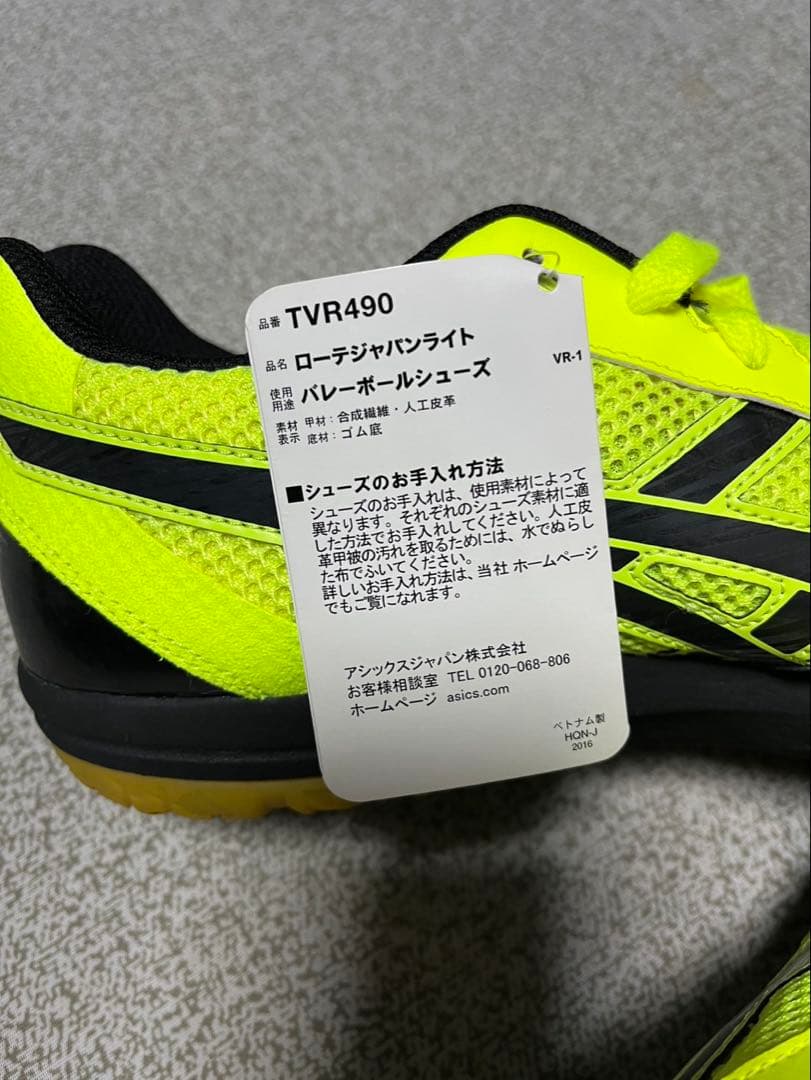 品番 TVR490
品名 ローテジャパンライト
VR-1
使用用途 バレーボールシューズ
素材表示 甲材:合成繊維・人工皮革
底材:ゴム底
■シューズのお手入れ方法
シューズのお手入れは、使用素材によって
異なります。それぞれのシューズ素材に適
した方法でお手入れしてください。人工皮
革甲被の汚れを取るためには、水でぬらし
た布でふいてください。
詳しいお手入れ方法は、当社 ホームページ
でもご覧になれます。
アシックスジャパン株式会社
お客様相談室 TEL 0120-068-806
ホームページ asics.com
ベトナム製
HQN-J
2016